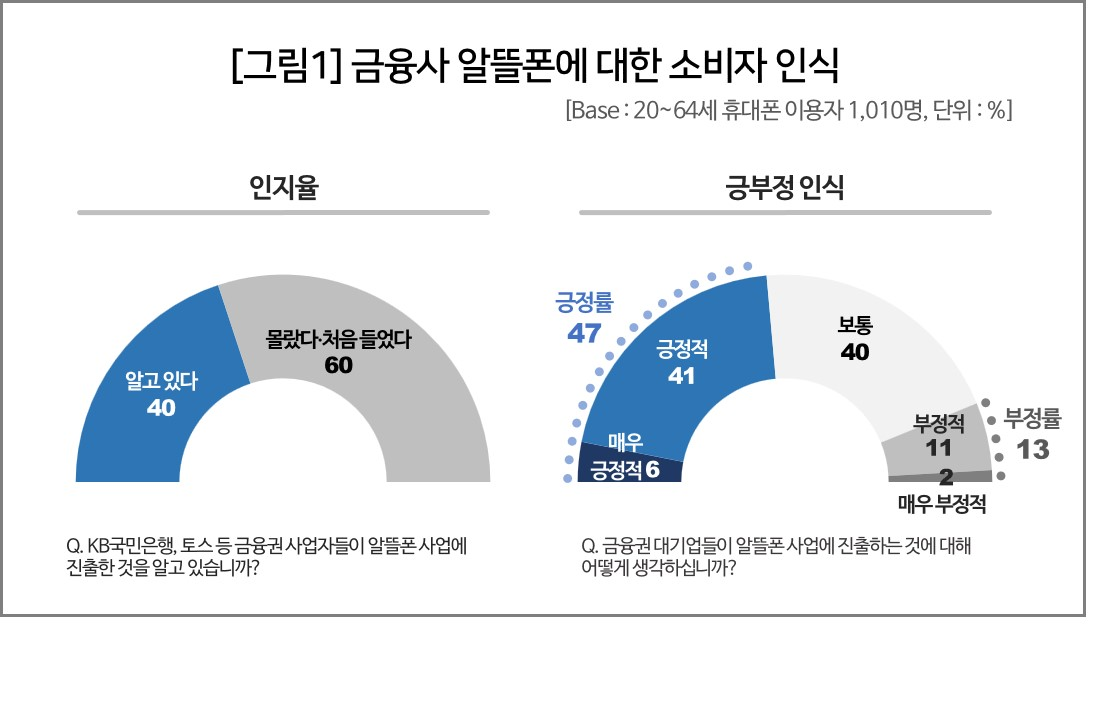 [그림1] 금융사 알뜰폰에 대한 소비자 인식
[Base : 20~64세 휴대폰 이용자 1,010명, 단위 : %]
인지율
알고 있다
40
몰랐다·처음 들었다
60
Q. KB국민은행, 토스 등 금융권 사업자들이 알뜰폰 사업에
진출한 것을 알고 있습니까?
긍부정 인식
긍정률
47
매우
긍정적 6
긍정적
41
보통
40
부정적
11
2
매우 부정적
부정률
13
Q. 금융권 대기업들이 알뜰폰 사업에 진출하는 것에 대해
어떻게 생각하십니까?